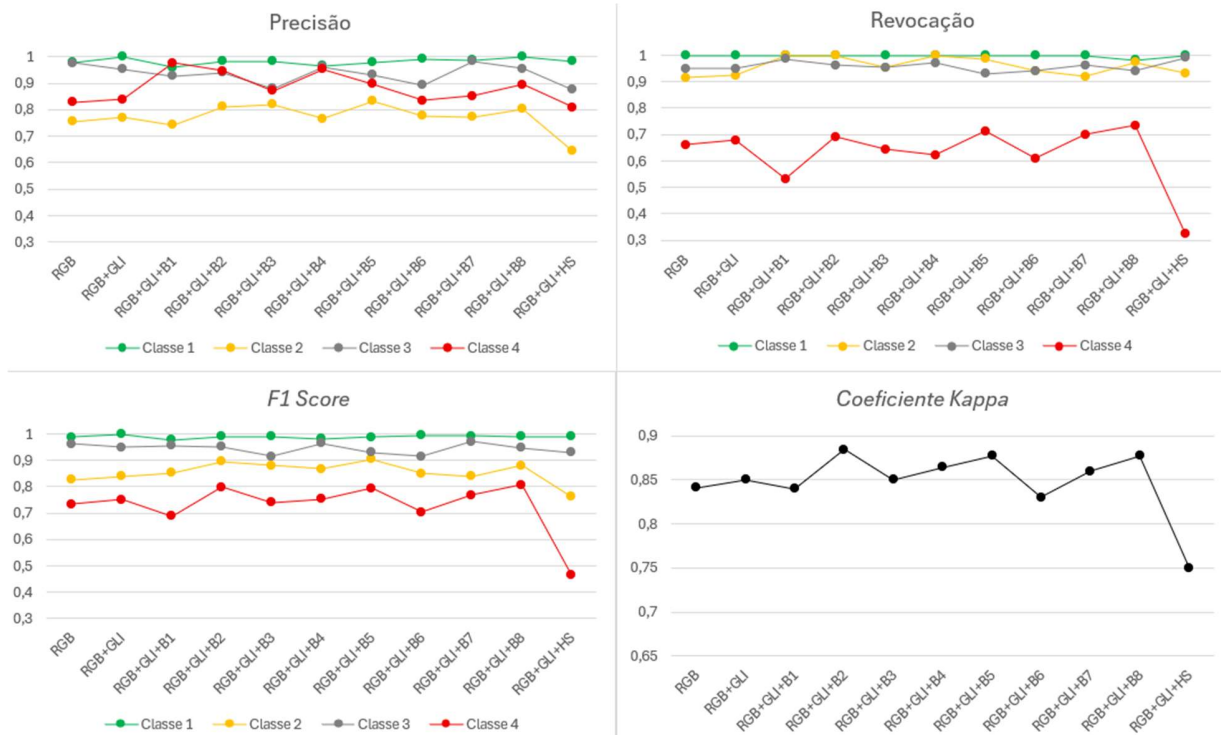 Precisão
1
0,9
0,8
0,7
0,6
0,5
0,4
0,3
RGB
RGB+GLI
RGB+GLI+B1
RGB+GLI+B2
RGB+GLI+B3
RGB+GLI+B4
RGB+GLI+B5
RGB+GLI+B6
RGB+GLI+B7
RGB+GLI+B8
RGB+GLI+HS
Classe 1 Classe 2 Classe 3 Classe 4
Revocação
1
0,9
0,8
0,7
0,6
0,5
0,4
0,3
RGB
RGB+GLI
RGB+GLI+B1
RGB+GLI+B2
RGB+GLI+B3
RGB+GLI+B4
RGB+GLI+B5
RGB+GLI+B6
RGB+GLI+B7
RGB+GLI+B8
RGB+GLI+HS
Classe 1 Classe 2 Classe 3 Classe 4
F1 Score
1
0,9
0,8
0,7
0,6
0,5
0,4
0,3
RGB
RGB+GLI
RGB+GLI+B1
RGB+GLI+B2
RGB+GLI+B3
RGB+GLI+B4
RGB+GLI+B5
RGB+GLI+B6
RGB+GLI+B7
RGB+GLI+B8
RGB+GLI+HS
Classe 1 Classe 2 Classe 3 Classe 4
Coeficiente Kappa
0,9
0,85
0,8
0,75
0,7
0,65
RGB
RGB+GLI
RGB+GLI+B1
RGB+GLI+B2
RGB+GLI+B3
RGB+GLI+B4
RGB+GLI+B5
RGB+GLI+B6
RGB+GLI+B7
RGB+GLI+B8
RGB+GLI+HS